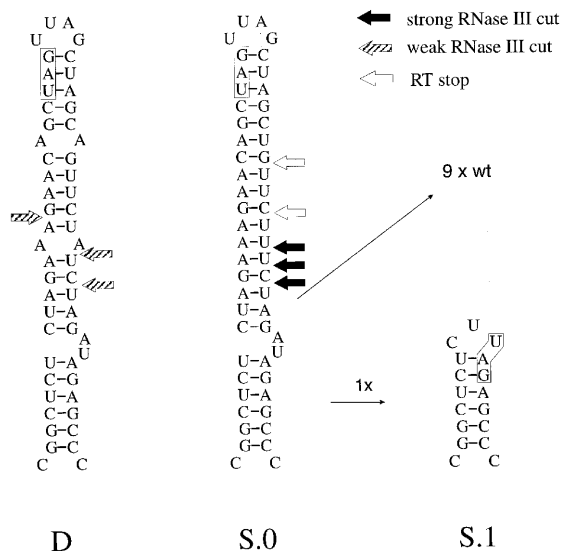 U A
U G
G–C
A–U
U–A
C–G
G–C
A A
C–G
A–U
A–U
G–C
A–U
A A
A–U
G–C
A–U
U–A
C–G A
U
U–A
C–G
U–A
C–G
G–C
G–C
C C
D
U A
U G
G–C
A–U
U–A
C–G
G–C
A–U
C–G
A–U
A–U
G–C
A–U
A–U
A–U
G–C
A–U
U–A
C–G A
U
U–A
C–G
U–A
C–G
G–C
G–C
C C
S.0
strong RNase III cut
weak RNase III cut
RT stop
9 x wt
1x
U
C U
U–A
C–G
U–A
C–G
G–C
G–C
C C
S.1